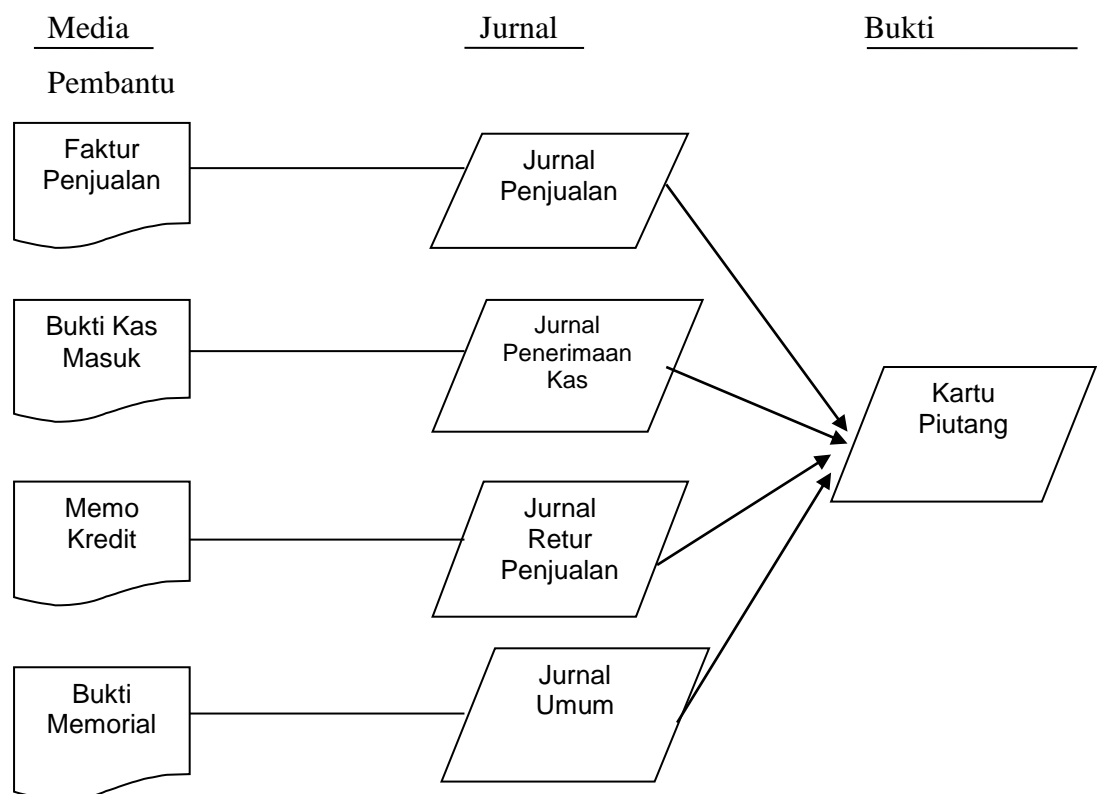 Media Jurnal Bukti
Pembantu
Faktur
Penjualan
Jurnal
Penjualan
Bukti Kas
Masuk
Jurnal
Penerimaan
Kas
Kartu
Piutang
Memo
Kredit
Jurnal
Retur
Penjualan
Bukti
Memorial
Jurnal
Umum